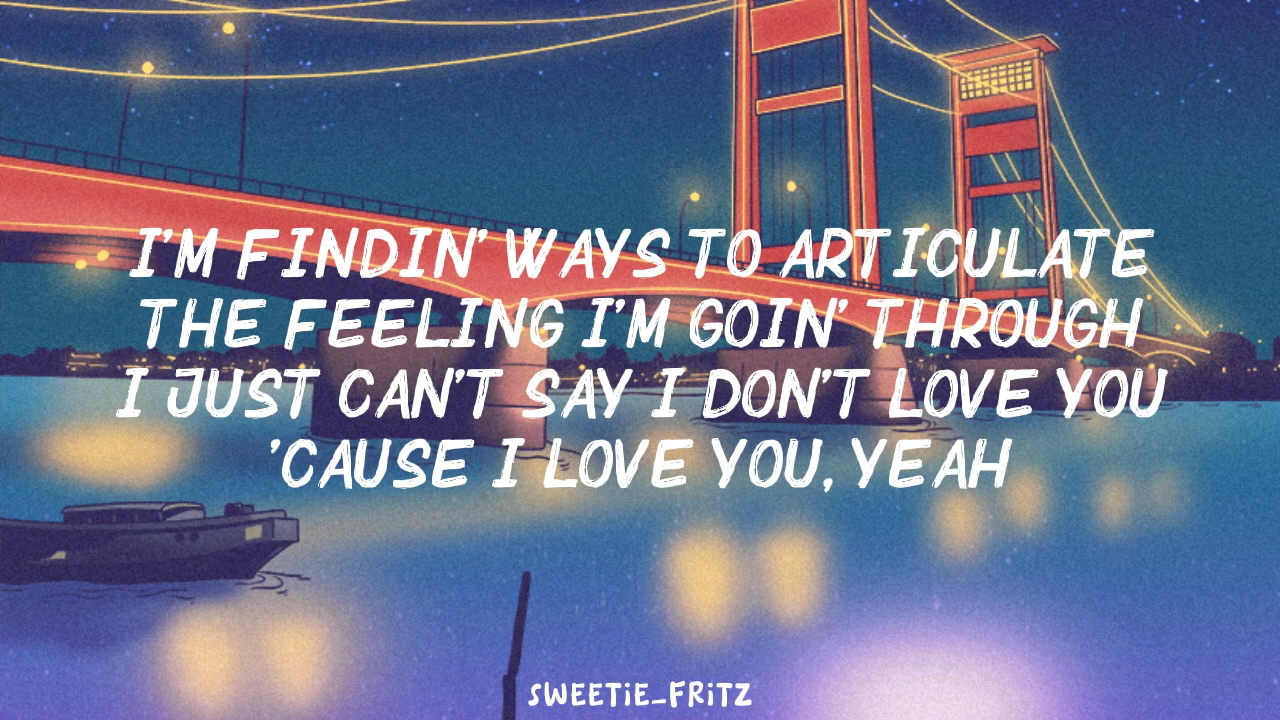 I'M FINDIN' WAYS TO ARTICULATE
THE FEELING I'M GOIN' THROUGH
I JUST CAN'T SAY I DON'T LOVE YOU
'CAUSE I LOVE YOU, YEAH
SWEETiE_FRiTZ